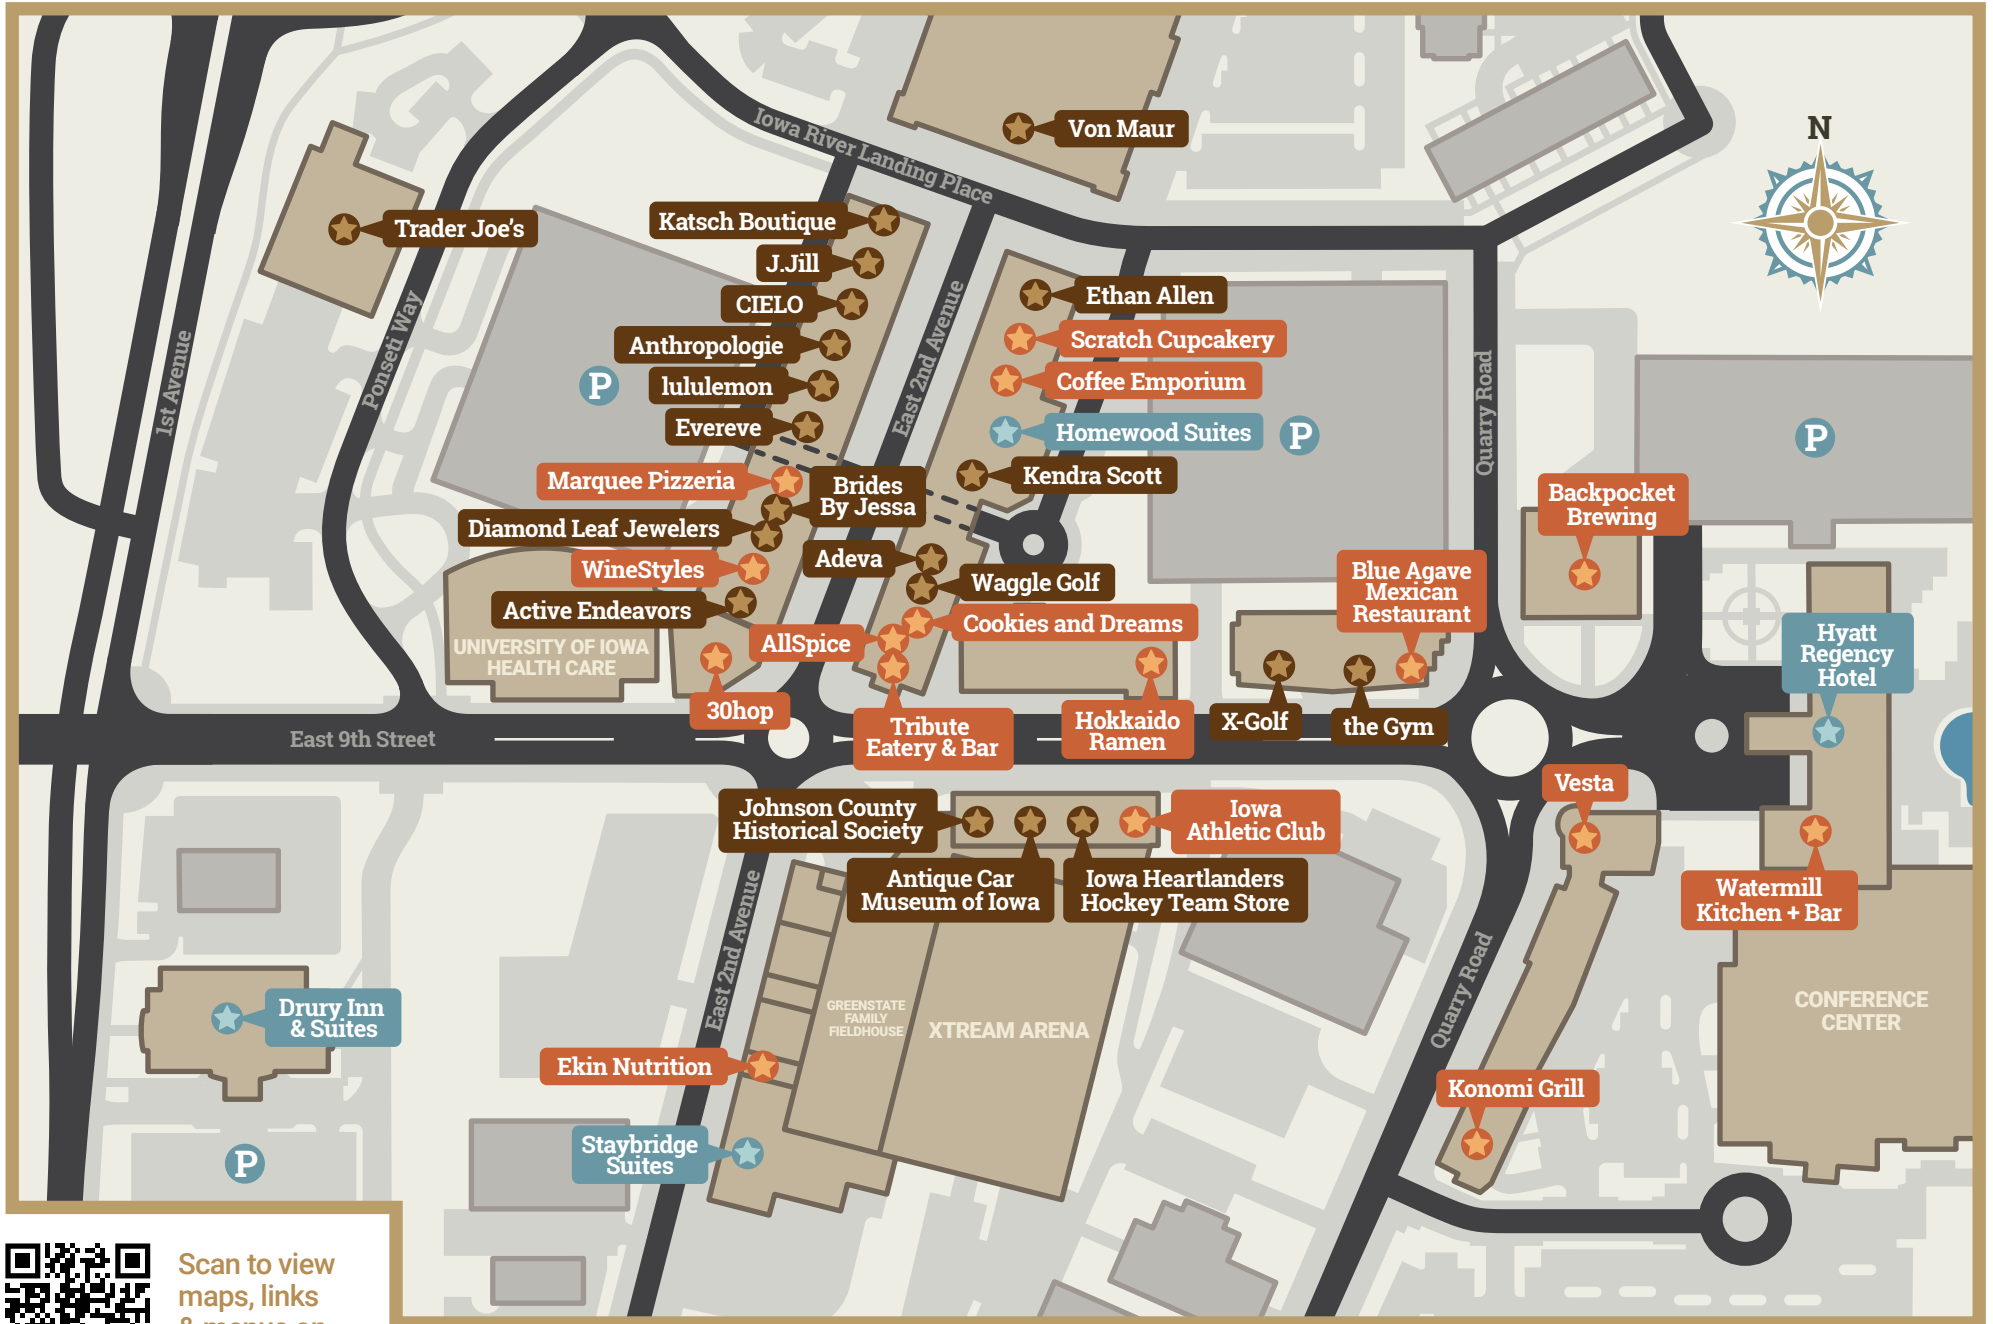 N
Iowa River Landing Place
Von Maur
Trader Joe's
Katsch Boutique
J.Jill
CIELO
Anthropologie
lululemon
Evereve
Marquee Pizzeria
Brides
By Jessa
Diamond Leaf Jewelers
WineStyles
Active Endeavors
UNIVERSITY OF IOWA
HEALTH CARE
30hop
1st Avenue
Ponseti Way
P
East 2nd Avenue
Ethan Allen
Scratch Cupcakery
Coffee Emporium
Homewood Suites
Kendra Scott
P
Adeva
Waggle Golf
Cookies and Dreams
AllSpice
Tribute
Eatery & Bar
Hokkaido
Ramen
X-Golf
the Gym
Blue Agave
Mexican
Restaurant
Quarry Road
P
Backpocket
Brewing
Hyatt
Regency
Hotel
East 9th Street
Vesta
Johnson County
Historical Society
Iowa
Athletic Club
Antique Car
Museum of Iowa
Iowa Heartlanders
Hockey Team Store
Watermill
Kitchen + Bar
East 2nd Avenue
GREENSTATE
FAMILY
FIELDHOUSE
XTREAM ARENA
Quarry Road
CONFERENCE
CENTER
Drury Inn
& Suites
Ekin Nutrition
Konomi Grill
Staybridge
Suites
P
Scan to view
maps, links
& menus on